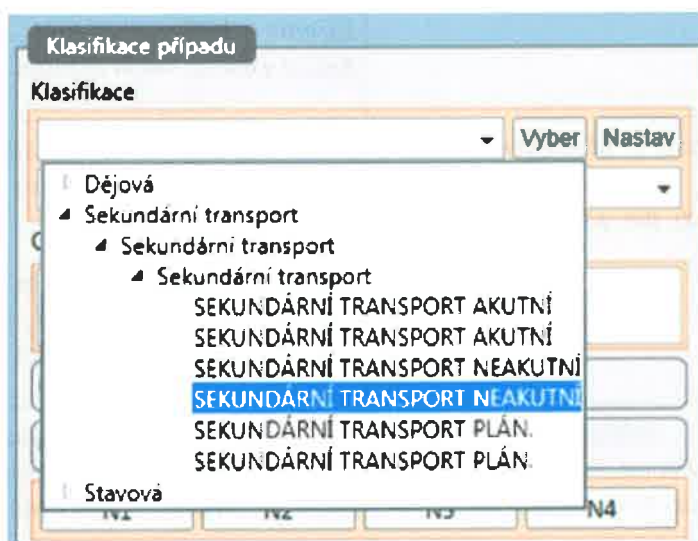 Klasifikace případu
Klasifikace
Vyber Nastav
Dějová
Sekundární transport
Sekundární transport
Sekundární transport
SEKUNDÁRNÍ TRANSPORT AKUTNÍ
SEKUNDÁRNÍ TRANSPORT AKUTNÍ
SEKUNDÁRNÍ TRANSPORT NEAKUTNÍ
SEKUNDÁRNÍ TRANSPORT NEAKUTNÍ
SEKUNDÁRNÍ TRANSPORT PLÁN.
SEKUNDÁRNÍ TRANSPORT PLÁN.
Stavová
N1 N2 N3 N4